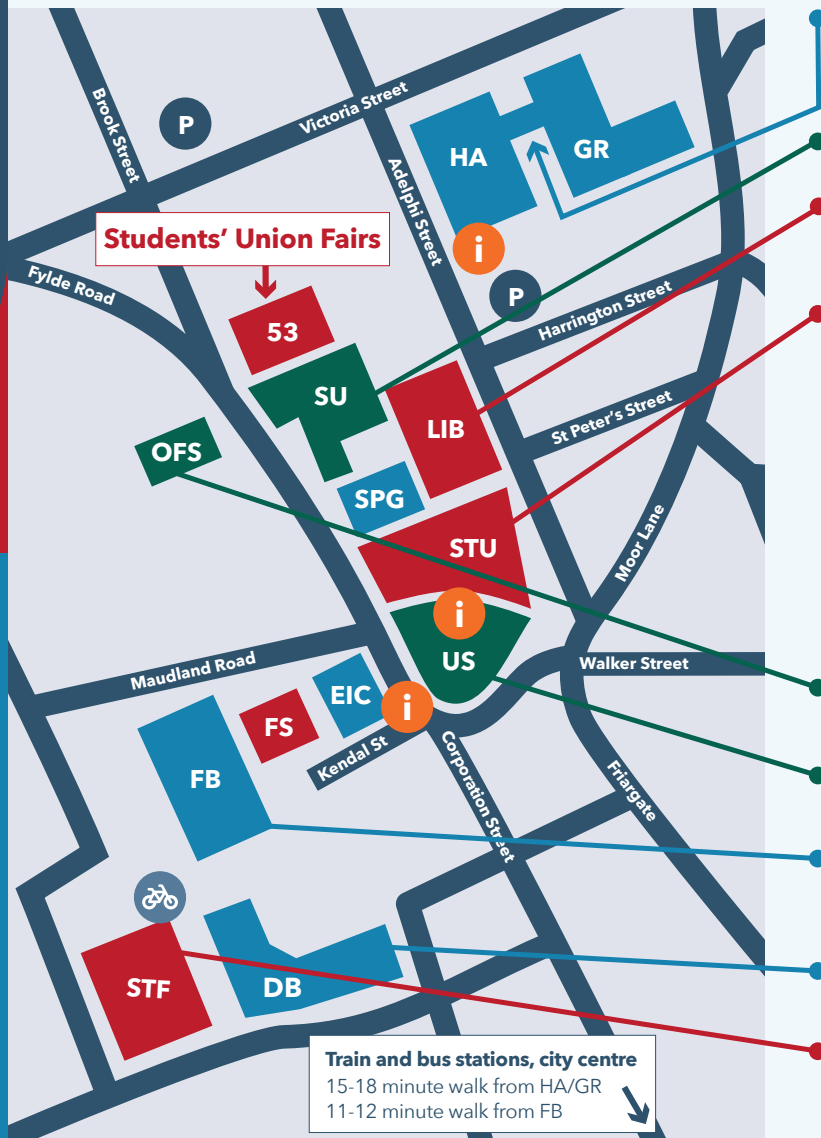 Brook Street
P
Victoria Street
HA
GR
Adelphi Street
i
P
Students’ Union Fairs
Fylde Road
Harrington Street
53
SU
LIB
St Peter’s Street
OFS
SPG
STU
Moor Lane
i
US
Walker Street
Maudland Road
EIC
i
FS
Kendal St
FB
Corporation Street
Friargate
STF
DB
Train and bus stations, city centre
15-18 minute walk from HA/GR
11-12 minute walk from FB